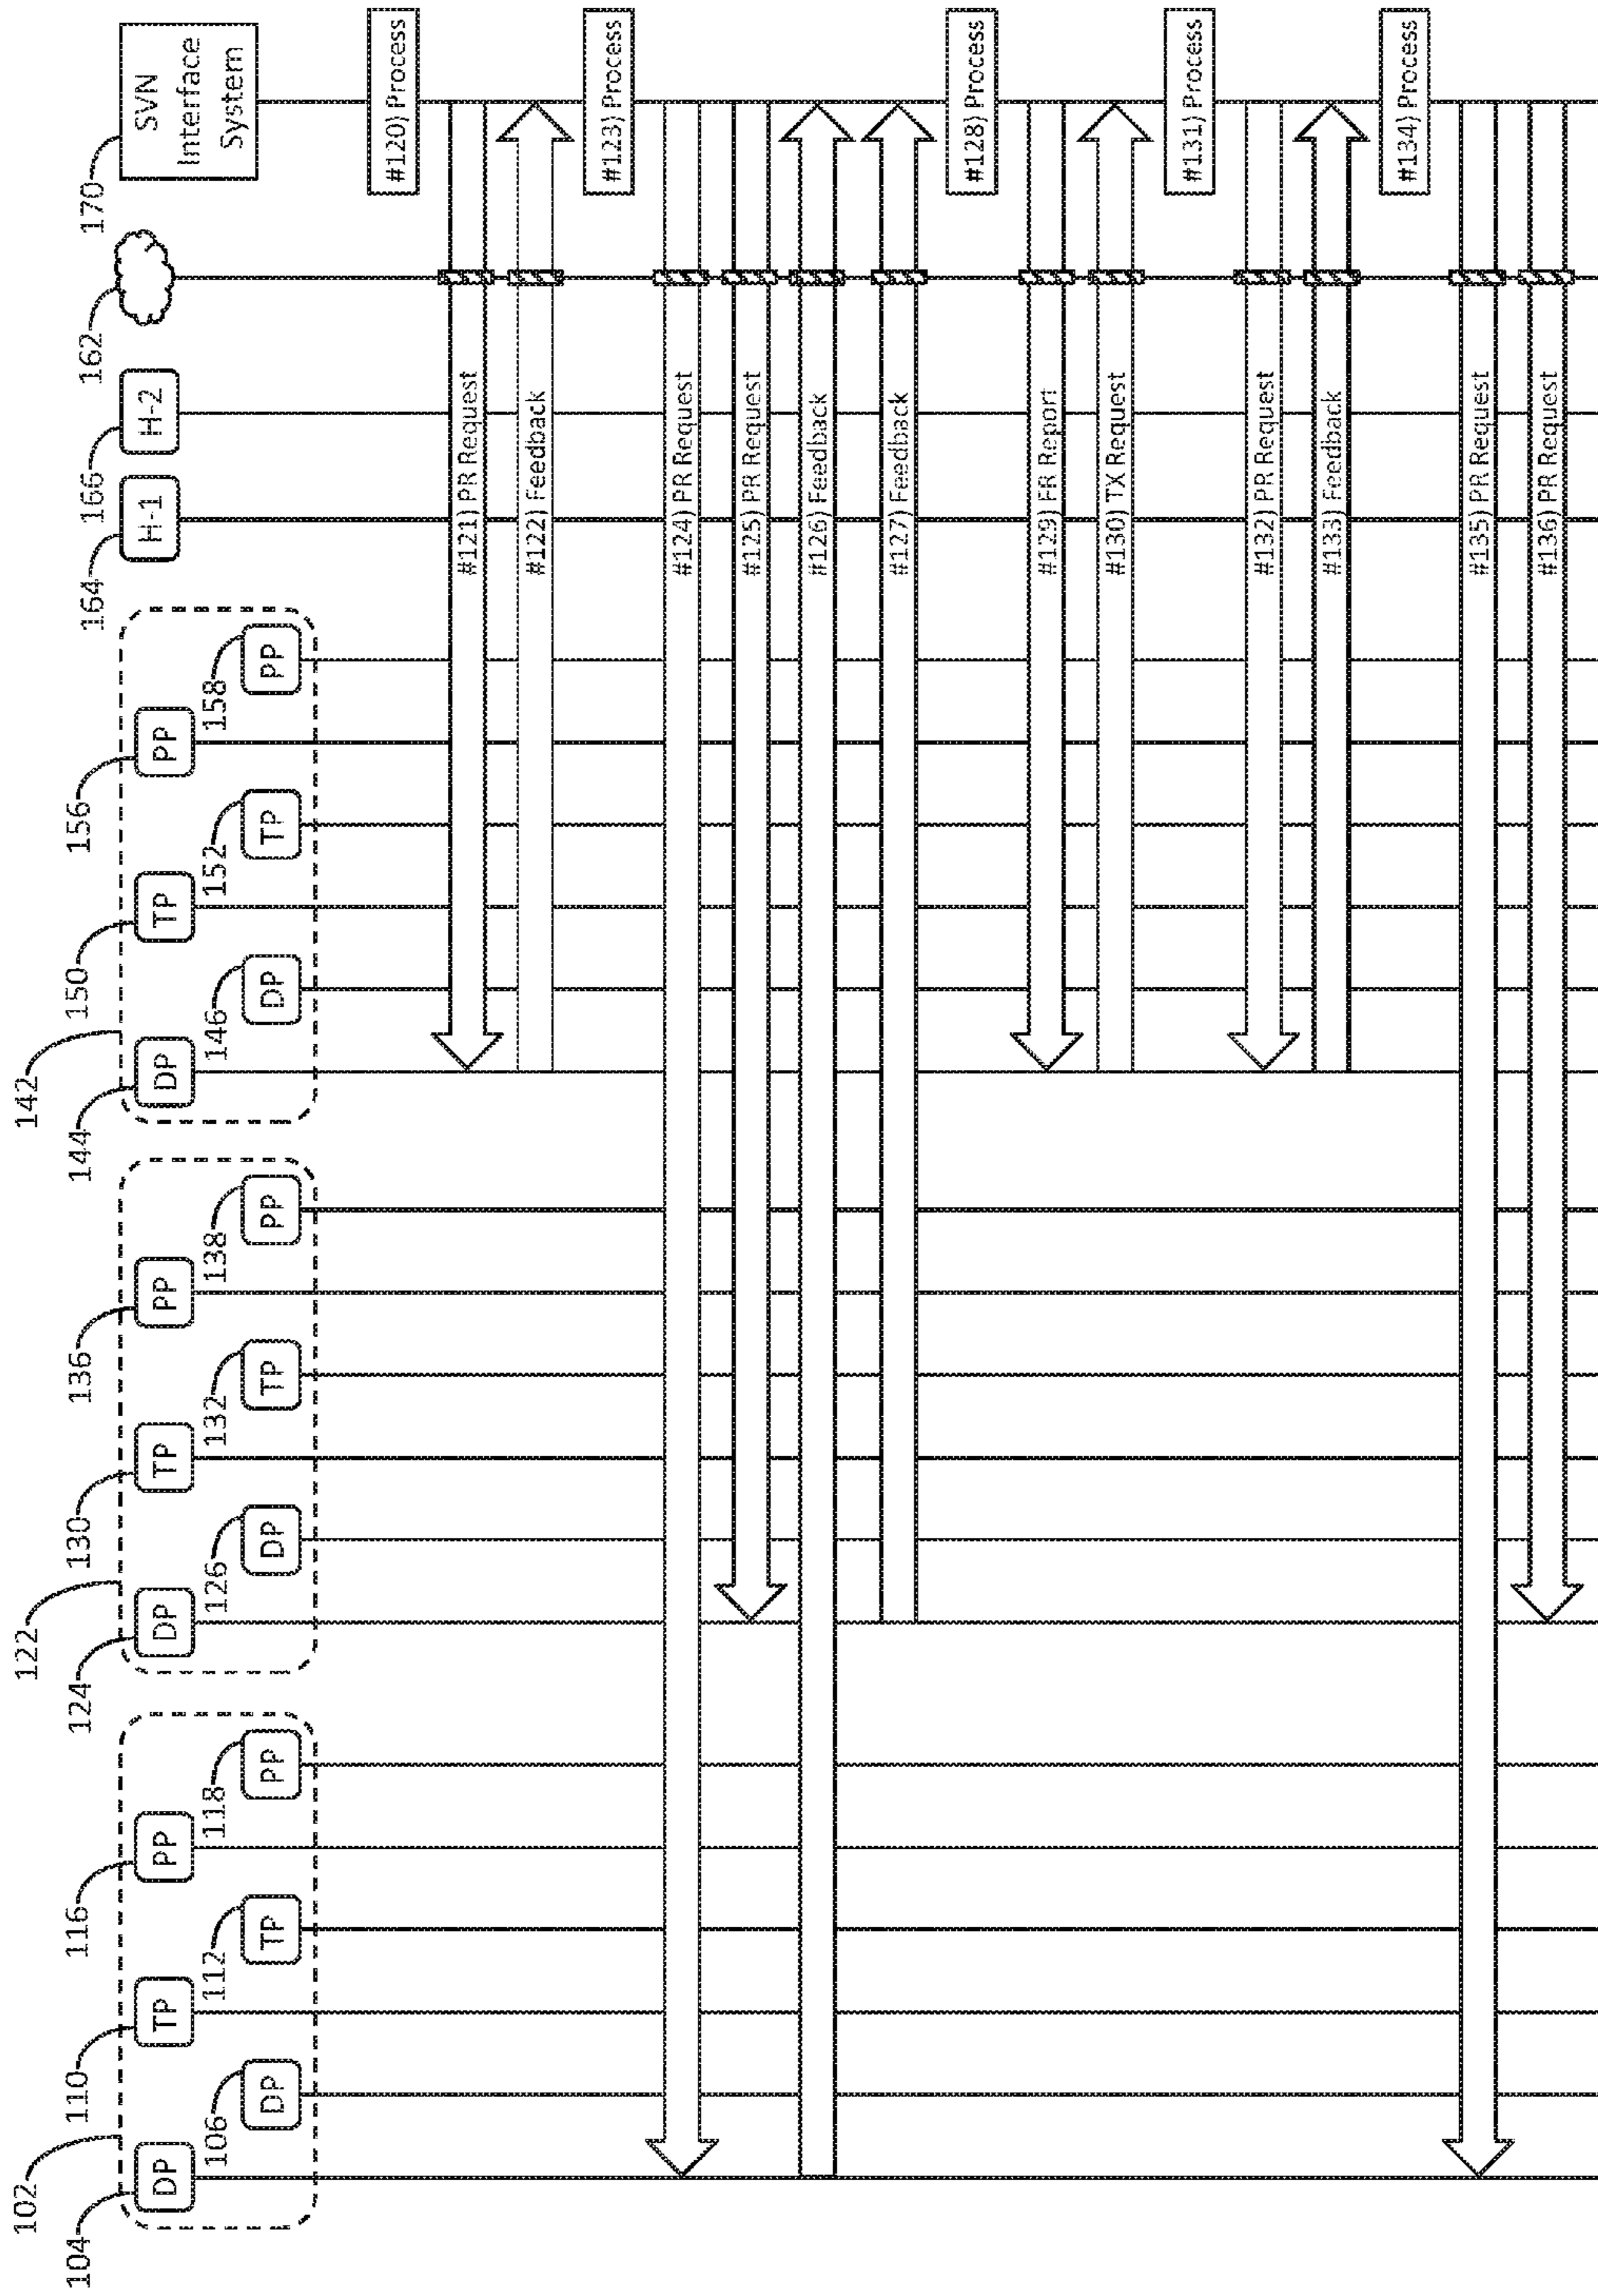 102
104
DP
106
DP
110
TP
112
TP
116
PP
118
PP
122
124
DP
126
DP
130
TP
132
TP
136
PP
138
PP
142
144
DP
146
DP
150
TP
152
TP
156
PP
158
PP
164
H-1
166
H-2
162
170
SVN
Interface
System
#120) Process
#121) PR Request
#122) Feedback
#123) Process
#124) PR Request
#125) PR Request
#126) Feedback
#127) Feedback
#128) Process
#129) FR Report
#130) TX Request
#131) Process
#132) PR Request
#133) Feedback
#134) Process
#135) PR Request
#136) PR Request